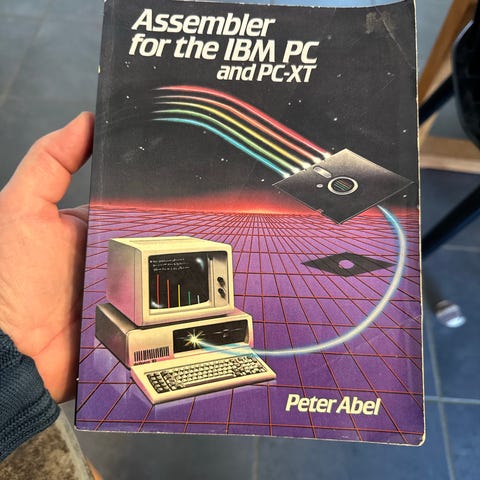 Assembler
for the IBM PC
and PC-XT
Peter Abel